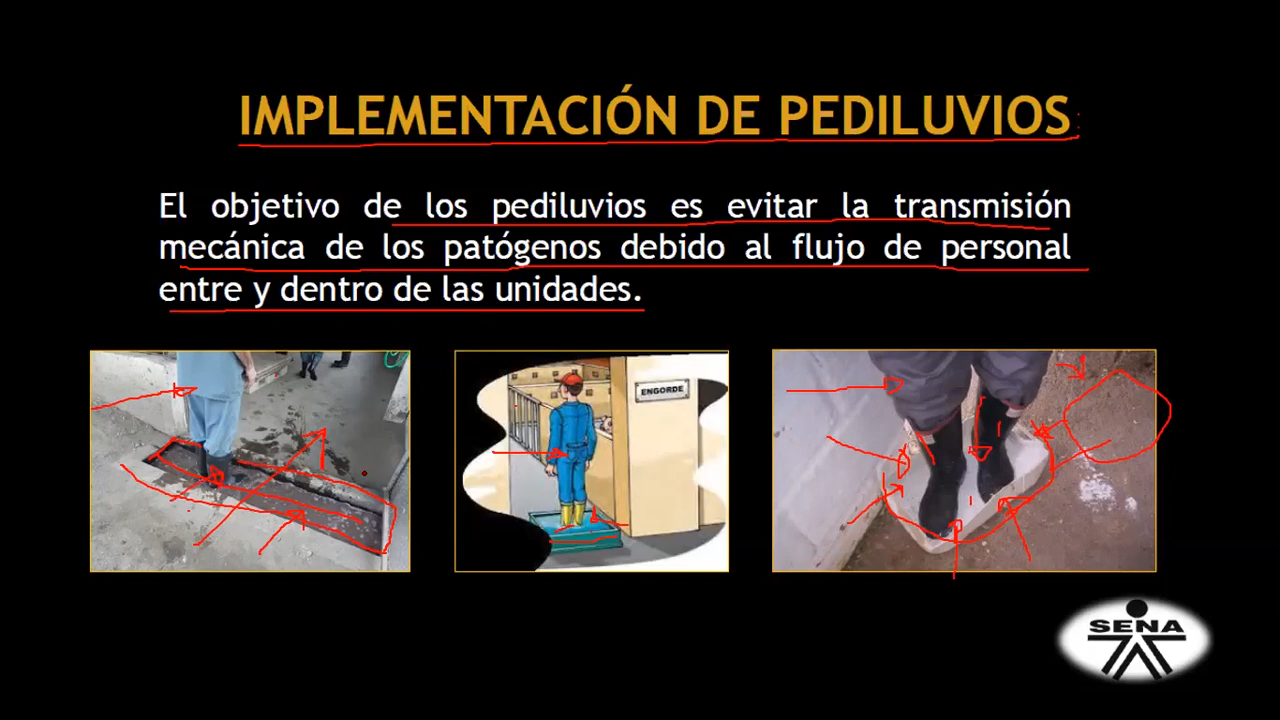 IMPLEMENTACIÓN DE PEDILUVIOS
El objetivo de los pediluvios es evitar la transmisión
mecánica de los patógenos debido al flujo de personal
entre y dentro de las unidades.
ENGORDE
SENA